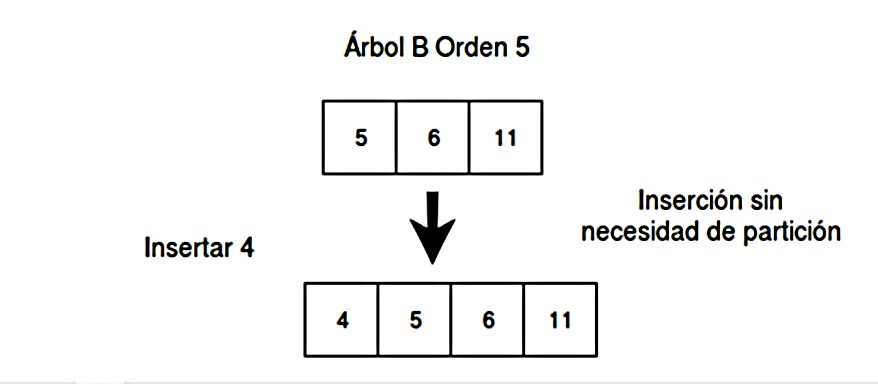 Árbol B Orden 5
5 6 11
Inserción sin
necesidad de partición
Insertar 4
4 5 6 11